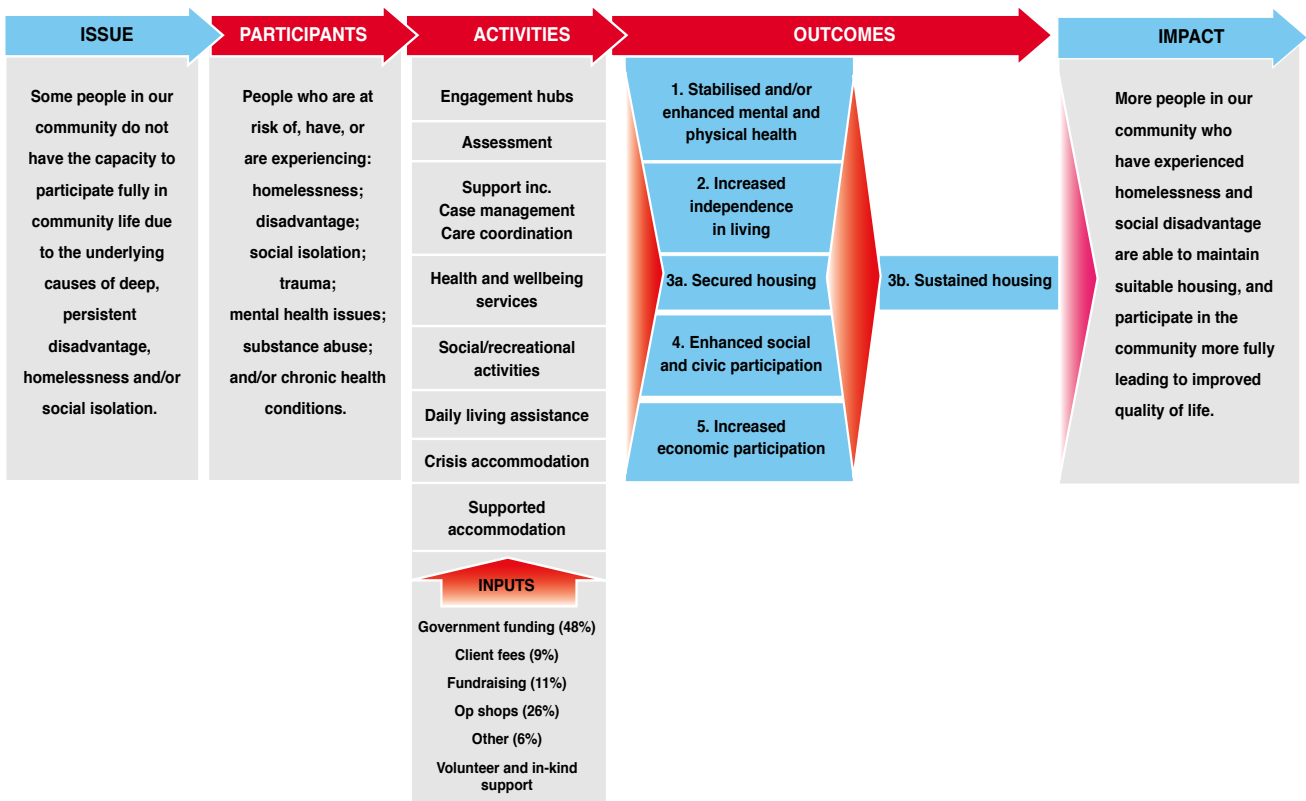 ISSUE
PARTICIPANTS
ACTIVITIES
OUTCOMES
IMPACT
Some people in our
community do not
have the capacity to
participate fully in
community life due
to the underlying
causes of deep,
persistent
disadvantage,
homelessness and/or
social isolation.
People who are at
risk of, have, or
are experiencing:
homelessness;
disadvantage;
social isolation;
trauma;
mental health issues;
substance abuse;
and/or chronic health
conditions.
Engagement hubs
Assessment
Support inc.
Case management
Care coordination
Health and wellbeing
services
Social/recreational
activities
Daily living assistance
Crisis accommodation
Supported
accommodation
INPUTS
Government funding (48%)
Client fees (9%)
Fundraising (11%)
Op shops (26%)
Other (6%)
Volunteer and in-kind
support
1. Stabilised and/or
enhanced mental and
physical health
2. Increased
independence
in living
3a. Secured housing
4. Enhanced social
and civic participation
5. Increased
economic participation
3b. Sustained housing
More people in our
community who
have experienced
homelessness and
social disadvantage
are able to maintain
suitable housing, and
participate in the
community more fully
leading to improved
quality of life.